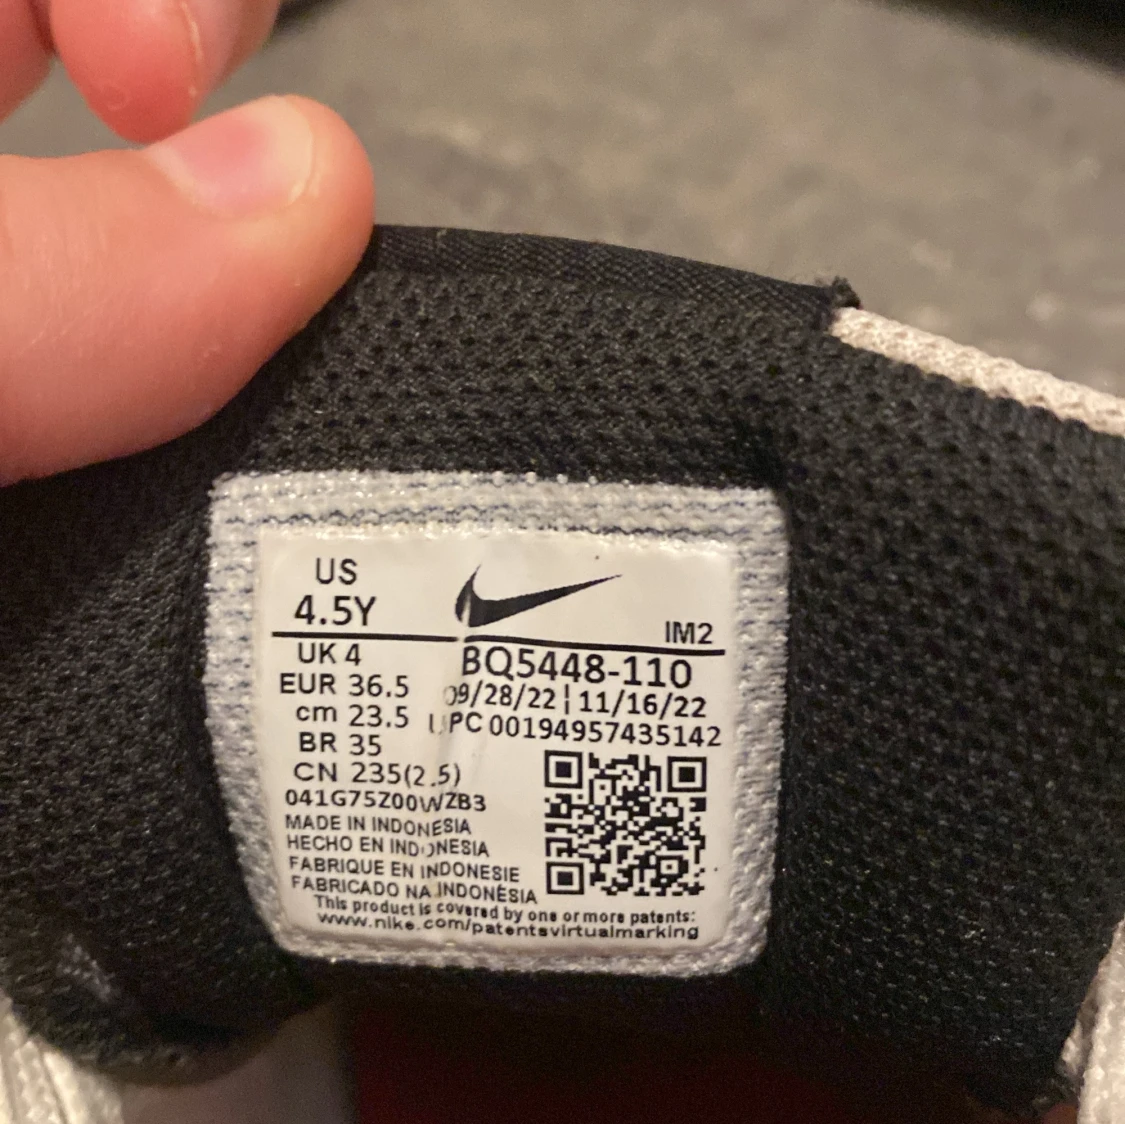 US
4.5Y
IM2
UK 4
EUR 36.5
cm 23.5
BR 35
CN 235(2.5)
BQ5448-110
09/28/22 | 11/16/22
UPC 00194957435142
041G75Z00WZB3
MADE IN INDONESIA
HECHO EN INDONESIA
FABRIQUE EN INDONESIE
FABRICADO NA INDONÉSIA
This product is covered by one or more patents:
www.nike.com/patentsvirtualmarking